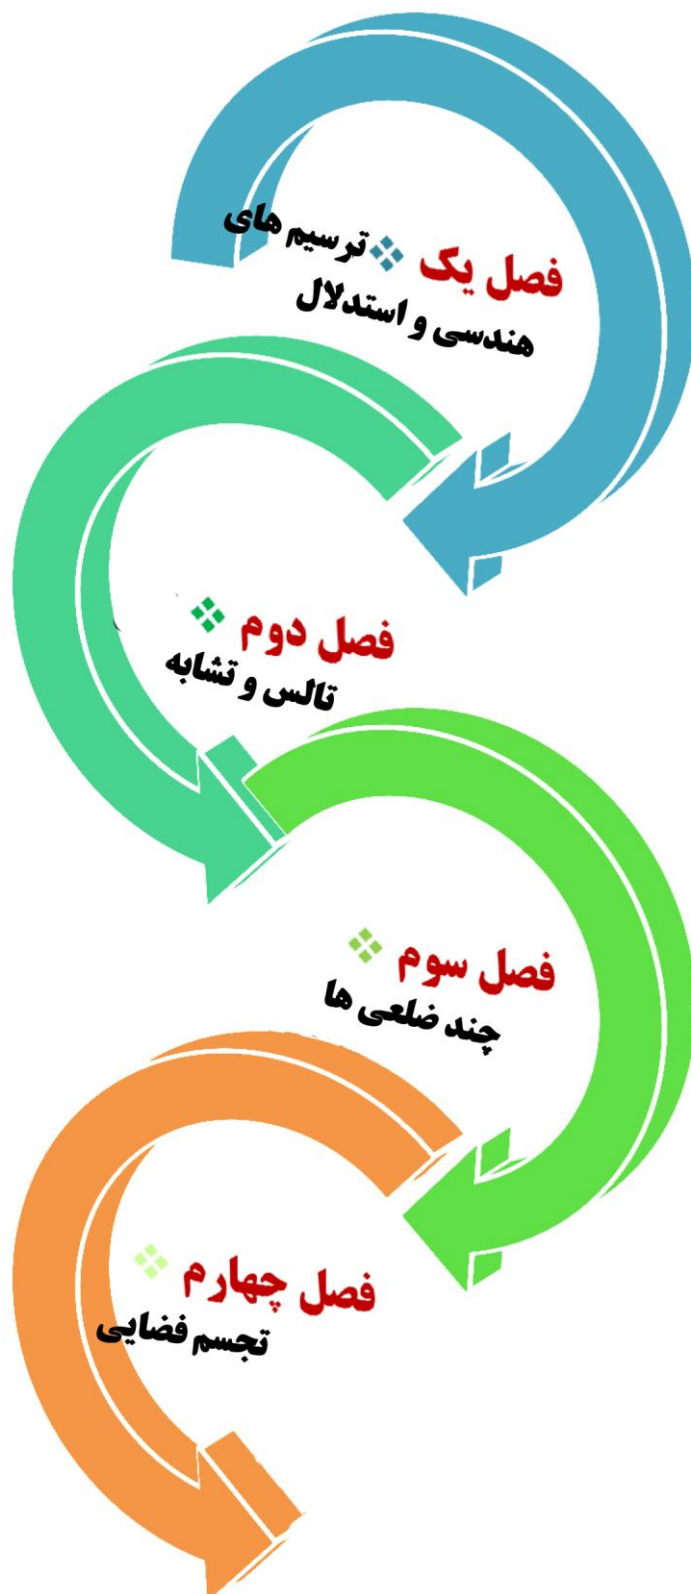 فصل یک ترسیم های
هندسی و استدلال
فصل دوم
تالس و تشابه
فصل سوم
چند ضلعی ها
فصل چهارم
تجسم فضایی